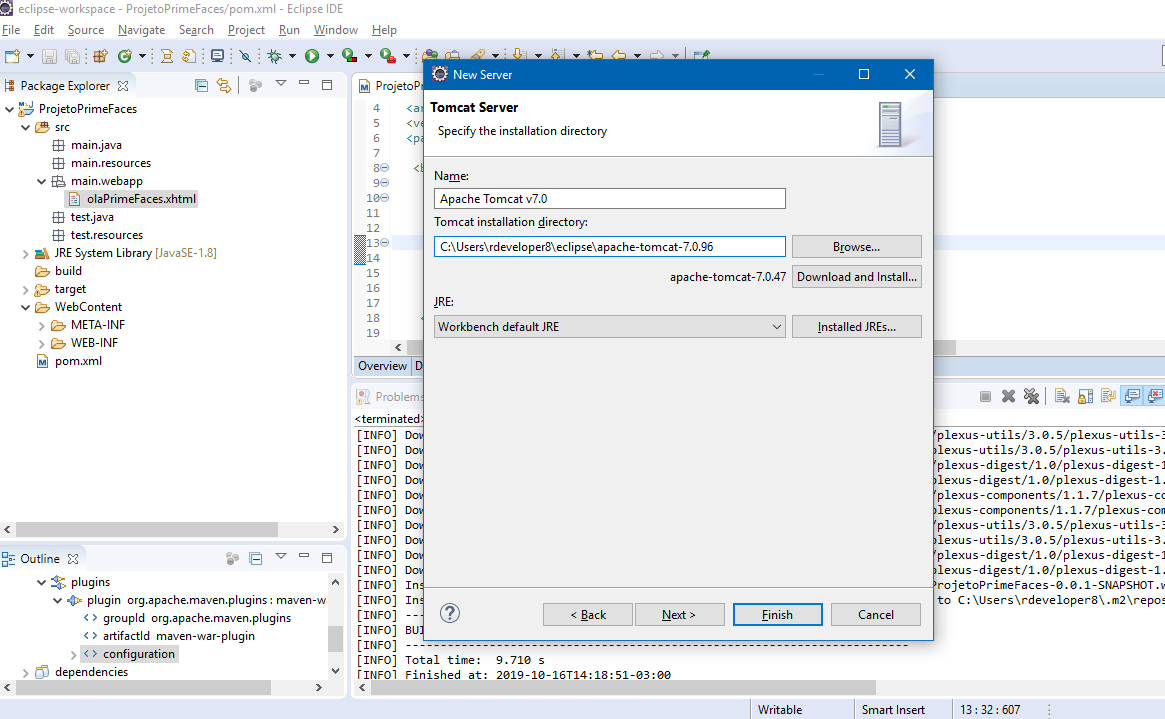 eclipse-workspace - ProjetoPrimeFaces/pom.xml - Eclipse IDE
File Edit Source Navigate Search Project Run Window Help
Package Explorer
ProjetoPrimeFaces
src
main.java
main.resources
main.webapp
olaPrimeFaces.xhtml
test.java
test.resources
JRE System Library [JavaSE-1.8]
build
target
WebContent
META-INF
WEB-INF
pom.xml
Outline
plugins
plugin org.apache.maven.plugins : maven-wa
groupId org.apache.maven.plugins
artifactId maven-war-plugin
configuration
dependencies
ProjetoP
4 <ar
5 <ve
6 <pa
7
8 <b
9
10
11
12
13
14
15
16
17
18 <
19
Overview D
New Server
Tomcat Server
Specify the installation directory
Name:
Apache Tomcat v7.0
Tomcat installation directory:
C:\Users\rdeveloper8\eclipse\apache-tomcat-7.0.96
Browse...
apache-tomcat-7.0.47 Download and Install...
JRE:
Workbench default JRE
Installed JREs...
< Back Next > Finish Cancel
Problems
<terminated>
[INFO] Dow /plexus-utils/3.0.5/plexus-utils-3
[INFO] Dow plexus-utils/3.0.5/plexus-utils-3.
[INFO] Dow /plexus-digest/1.0/plexus-digest-1
[INFO] Dow plexus-digest/1.0/plexus-digest-1.
[INFO] Dow /plexus-components/1.1.7/plexus-co
[INFO] Dow plexus-components/1.1.7/plexus-com
[INFO] Dow /plexus-utils/3.0.5/plexus-utils-3
[INFO] Dow plexus-utils/3.0.5/plexus-utils-3.
[INFO] Dow /plexus-digest/1.0/plexus-digest-1
[INFO] Dow plexus-digest/1.0/plexus-digest-1.
[INFO] Ins ProjetoPrimeFaces-0.0.1-SNAPSHOT.w
[INFO] Ins to C:\Users\rdeveloper8\.m2\repos
[INFO] ---
[INFO] BUI
[INFO] ------------------------------------------------------------------------
[INFO] Total time: 9.710 s
[INFO] Finished at: 2019-10-16T14:18:51-03:00
Writable Smart Insert 13 : 32 : 607